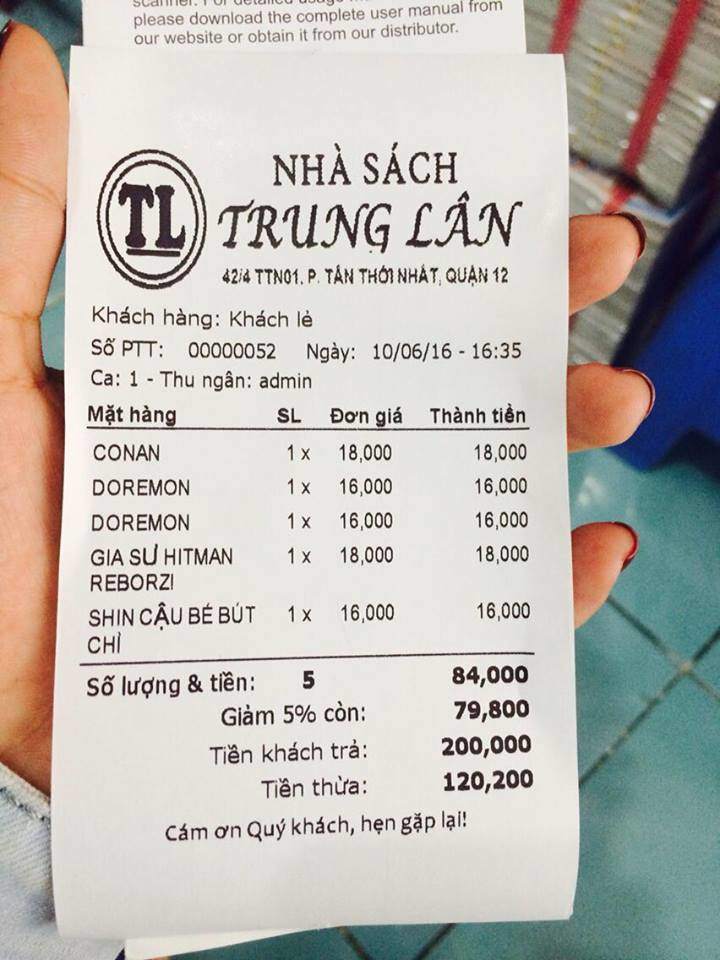 please download the complete user manual from
our website or obtain it from our distributor.
TL
NHÀ SÁCH
TRUNG LÂN
42/4 TTN01. P. TÂN THỚI NHẤT, QUẬN 12
Khách hàng: Khách lẻ
Số PTT: 00000052 Ngày: 10/06/16 - 16:35
Ca: 1 - Thu ngân: admin
Mặt hàng SL Đơn giá Thành tiền
CONAN 1 x 18,000 18,000
DOREMON 1 x 16,000 16,000
DOREMON 1 x 16,000 16,000
GIA SƯ HITMAN 1 x 18,000 18,000
REBORZ!
SHIN CẬU BÉ BÚT 1 x 16,000 16,000
CHÌ
Số lượng & tiền: 5 84,000
Giảm 5% còn: 79,800
Tiền khách trả: 200,000
Tiền thừa: 120,200
Cám ơn Quý khách, hẹn gặp lại!